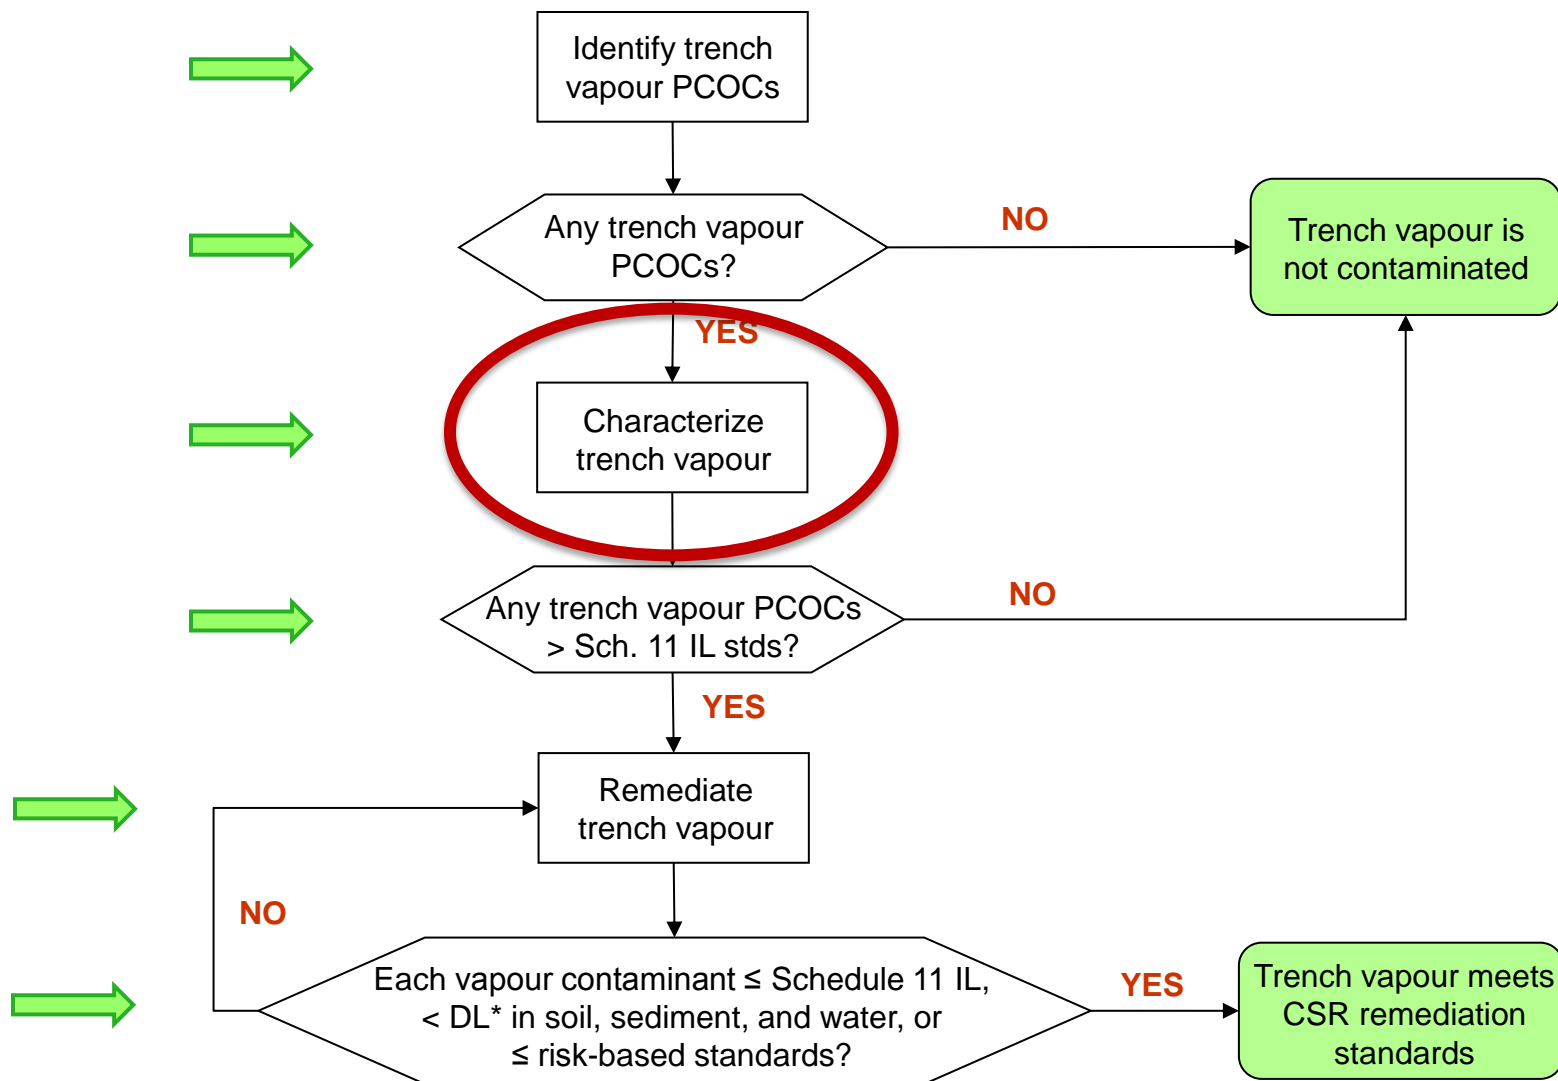 Identify trench
vapour PCOCs
Any trench vapour
PCOCs?
NO
Trench vapour is
not contaminated
YES
Characterize
trench vapour
Any trench vapour PCOCs
> Sch. 11 IL stds?
NO
YES
Remediate
trench vapour
NO
Each vapour contaminant ≤ Schedule 11 IL,
< DL* in soil, sediment, and water, or
≤ risk-based standards?
YES
Trench vapour meets
CSR remediation
standards